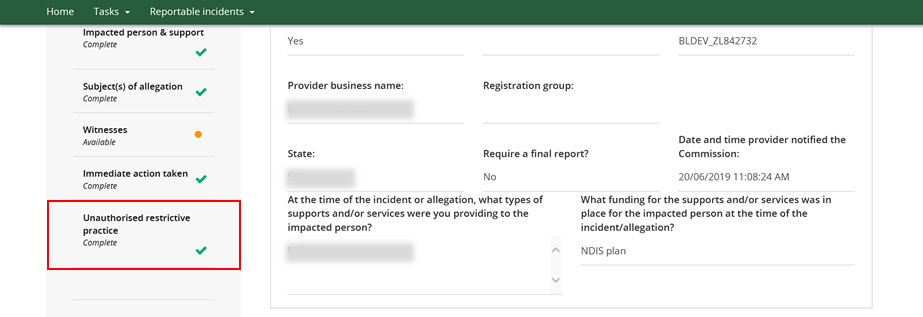 Home Tasks Reportable incidents
Impacted person & support
Complete
Subject(s) of allegation
Complete
Witnesses
Available
Immediate action taken
Complete
Unauthorised restrictive
practice
Complete
Yes
BLDEV_ZL842732
Provider business name:
Registration group:
State:
Require a final report?
No
Date and time provider notified the
Commission:
20/06/2019 11:08:24 AM
At the time of the incident or allegation, what types of
supports and/or services were you providing to the
impacted person?
What funding for the supports and/or services was in
place for the impacted person at the time of the
incident/allegation?
NDIS plan